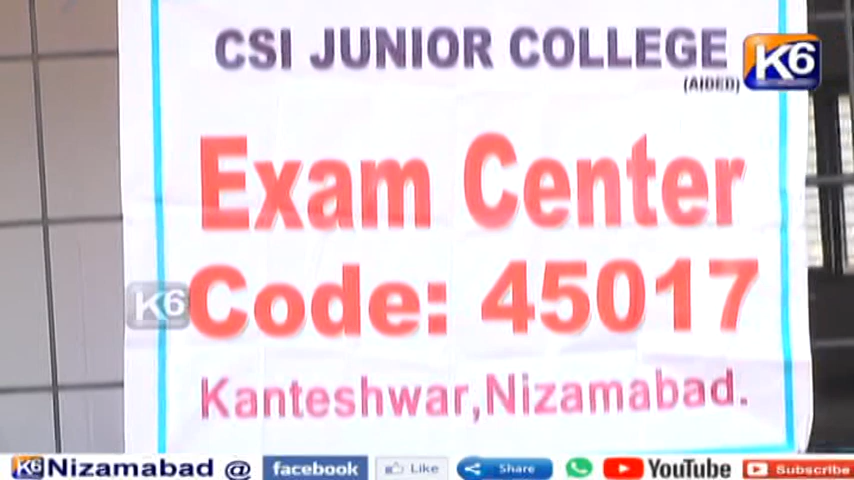 CSI JUNIOR COLLEGE
(AIDED)
K6
Exam Center
Code: 45017
K6
Kanteshwar,Nizamabad.
K6 Nizamabad @ facebook Like Share YouTube Subscribe